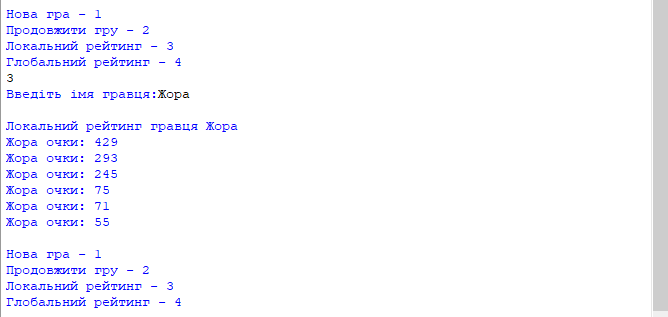 Нова гра - 1
Продовжити гру - 2
Локальний рейтинг - 3
Глобальний рейтинг - 4
3
Введіть імя гравця:Жора
Локальний рейтинг гравця Жора
Жора очки: 429
Жора очки: 293
Жора очки: 245
Жора очки: 75
Жора очки: 71
Жора очки: 55
Нова гра - 1
Продовжити гру - 2
Локальний рейтинг - 3
Глобальний рейтинг - 4